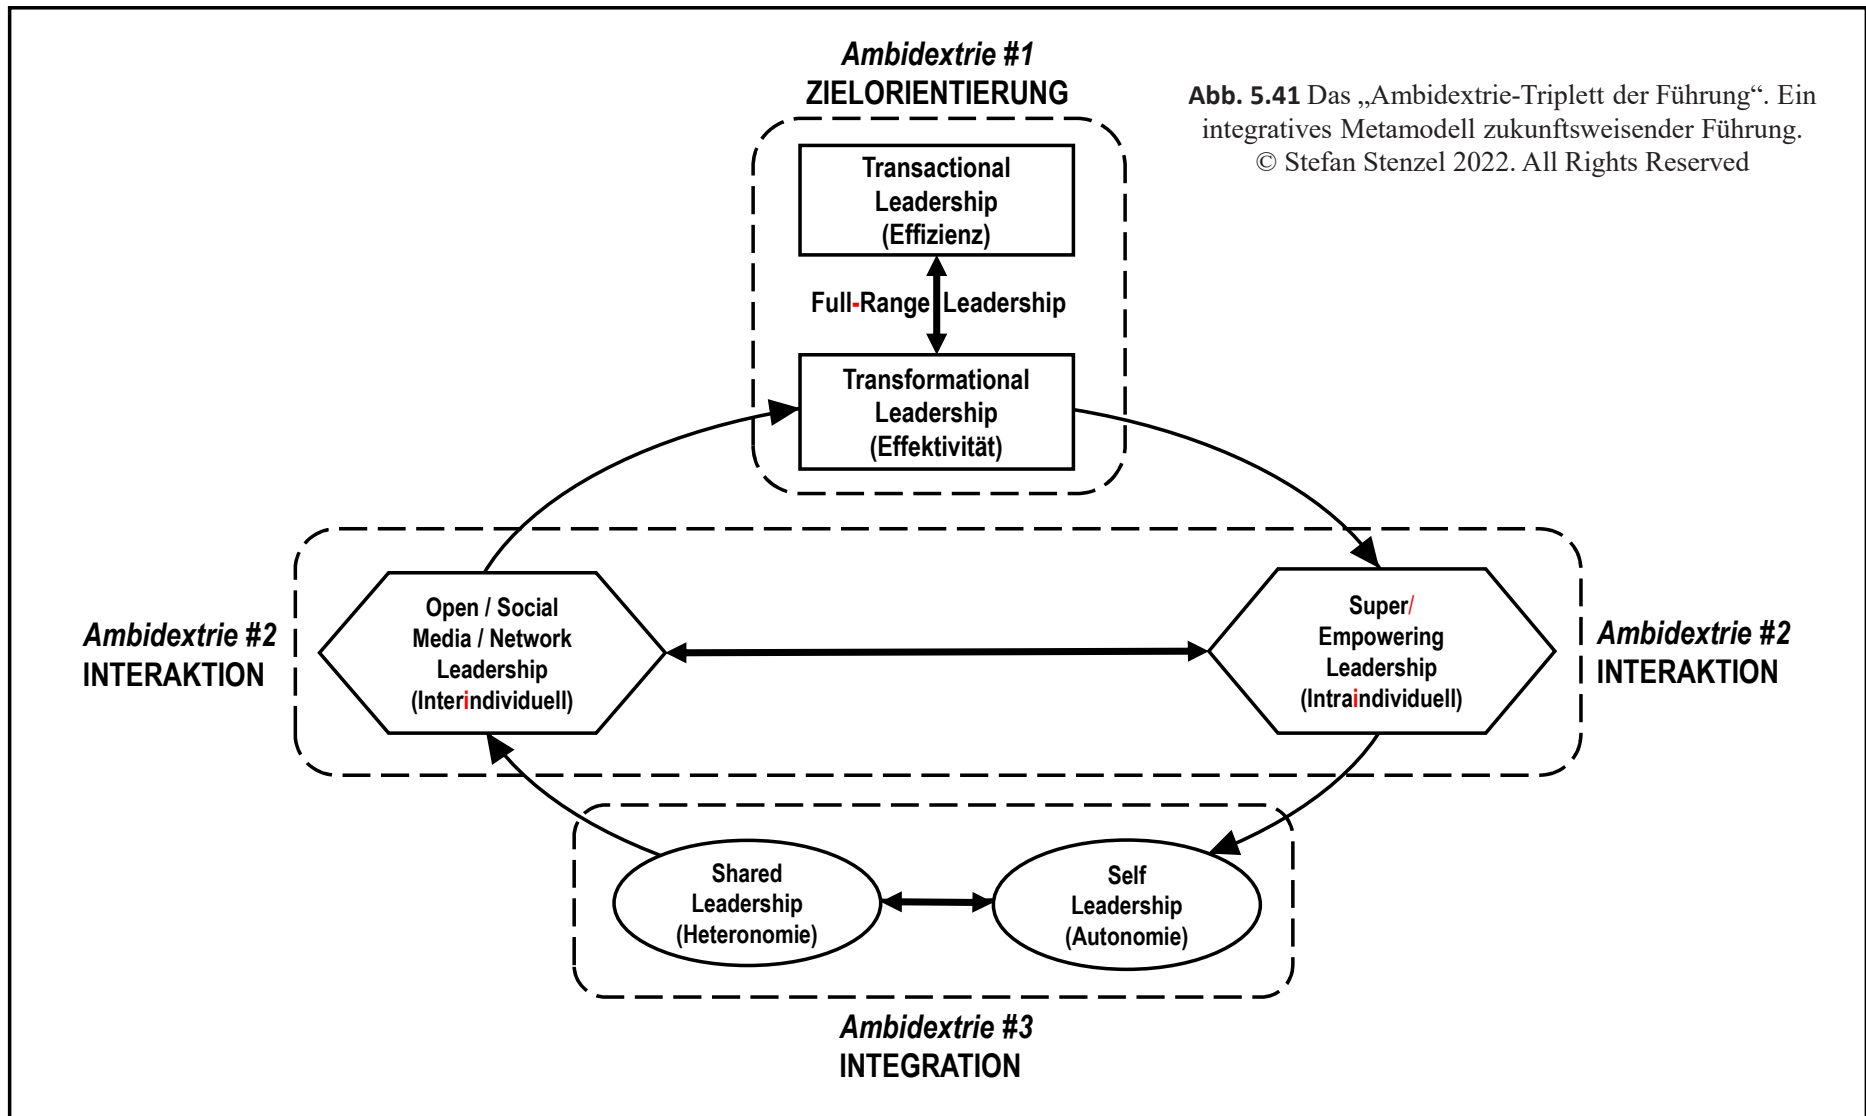 Ambidextrie #1
ZIELORIENTIERUNG
Abb. 5.41 Das „Ambidextrie-Triplett der Führung“. Ein
integratives Metamodell zukunftsweisender Führung.
© Stefan Stenzel 2022. All Rights Reserved
Transactional
Leadership
(Effizienz)
Full-Range Leadership
Transformational
Leadership
(Effektivität)
Ambidextrie #2
INTERAKTION
Open / Social
Media / Network
Leadership
(Interindividuell)
Super/
Empowering
Leadership
(Intraindividuell)
Ambidextrie #2
INTERAKTION
Shared
Leadership
(Heteronomie)
Self
Leadership
(Autonomie)
Ambidextrie #3
INTEGRATION